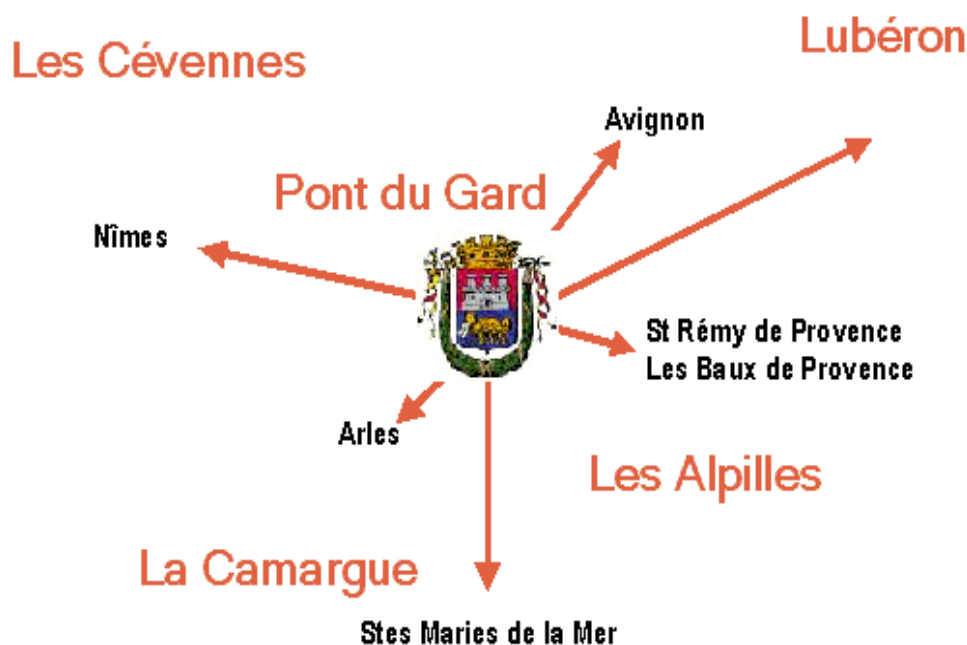 Lubéron
Les Cévennes
Avignon
Pont du Gard
Nîmes
St Rémy de Provence
Les Baux de Provence
Arles
Les Alpilles
La Camargue
Stes Maries de la Mer